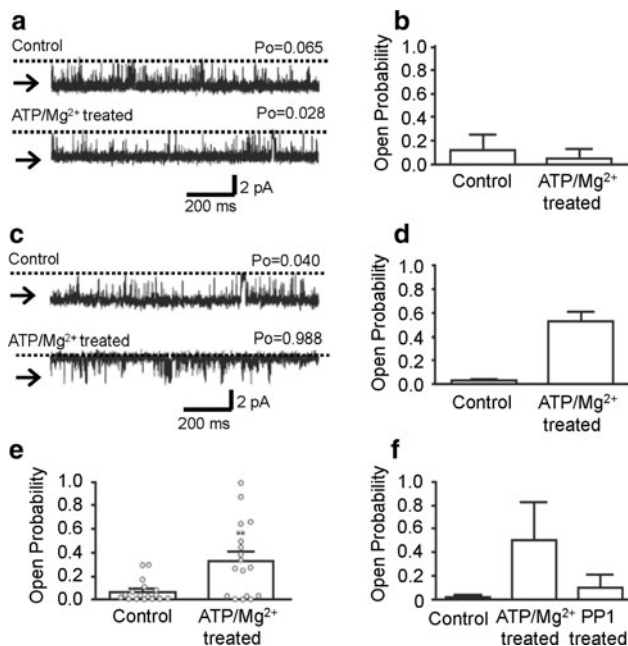 a
Control
Po=0.065
ATP/Mg²⁺ treated
Po=0.028
2 pA
200 ms
b
Open Probability
1.0
0.8
0.6
0.4
0.2
0.0
Control
ATP/Mg²⁺
treated
c
Control
Po=0.040
ATP/Mg²⁺ treated
Po=0.988
2 pA
200 ms
d
Open Probability
1.0
0.8
0.6
0.4
0.2
0.0
Control
ATP/Mg²⁺
treated
e
Open Probability
1.0
0.8
0.6
0.4
0.2
0.0
**
Control
ATP/Mg²⁺
treated
f
Open Probability
1.0
0.8
0.6
0.4
0.2
0.0
Control
ATP/Mg²⁺
treated
PP1
treated